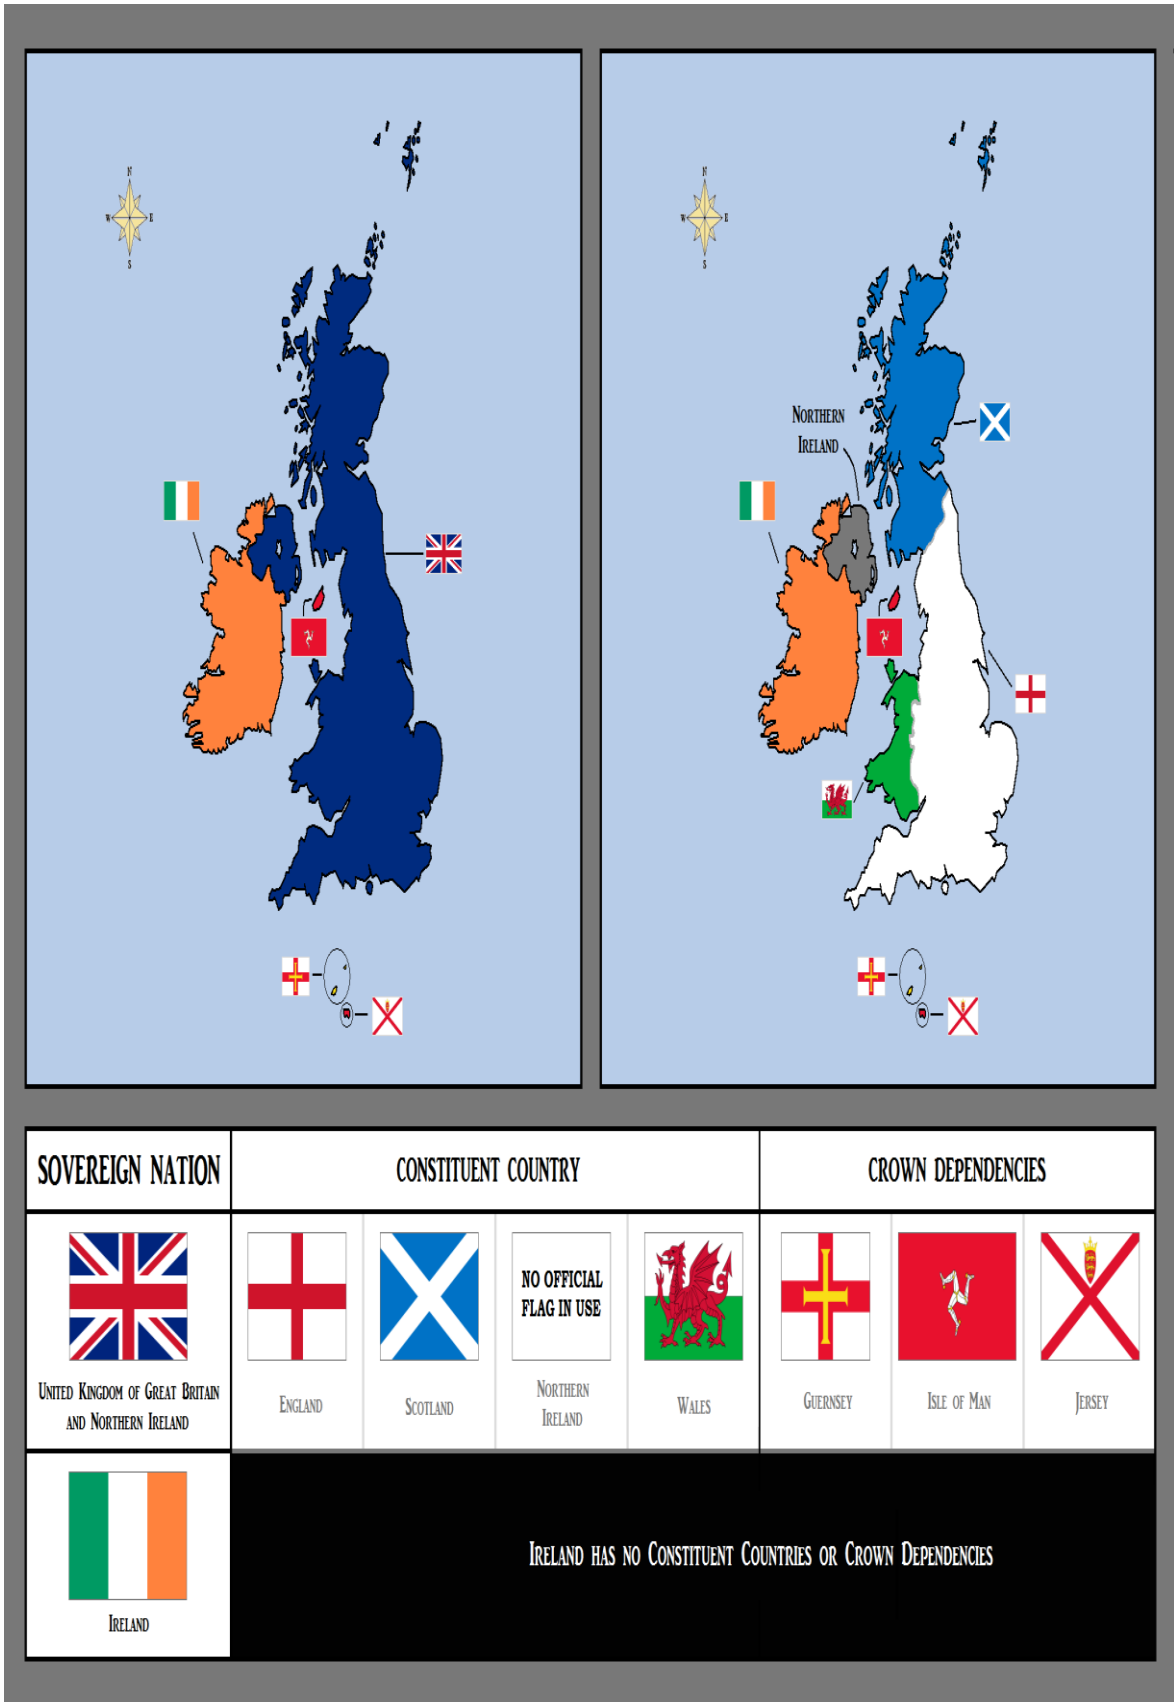 N
W
E
S
N
W
E
S
NORTHERN
IRELAND
SOVEREIGN NATION
CONSTITUENT COUNTRY
CROWN DEPENDENCIES
NO OFFICIAL
FLAG IN USE
UNITED KINGDOM OF GREAT BRITAIN
AND NORTHERN IRELAND
ENGLAND
SCOTLAND
NORTHERN
IRELAND
WALES
GUERNSEY
ISLE OF MAN
JERSEY
IRELAND HAS NO CONSTITUENT COUNTRIES OR CROWN DEPENDENCIES
IRELAND